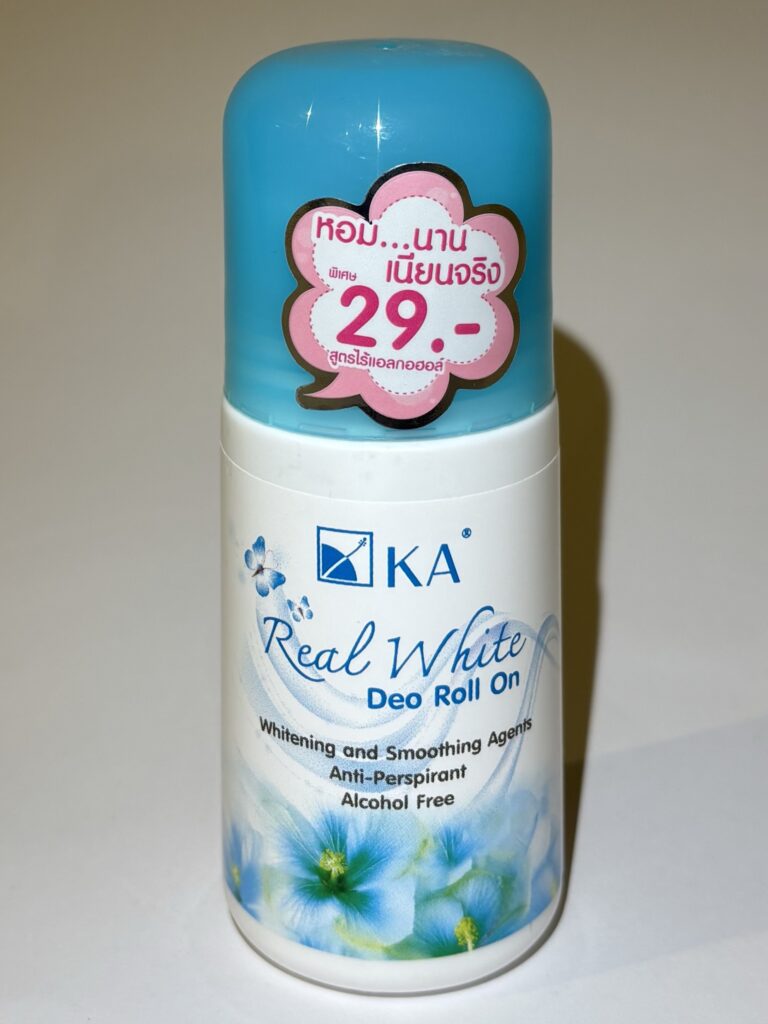 หอม...นาน
เนียนจริง
พิเศษ
29.-
สูตรไร้แอลกอฮอล์
KA®
Real White
Deo Roll On
Whitening and Smoothing Agents
Anti-Perspirant
Alcohol Free